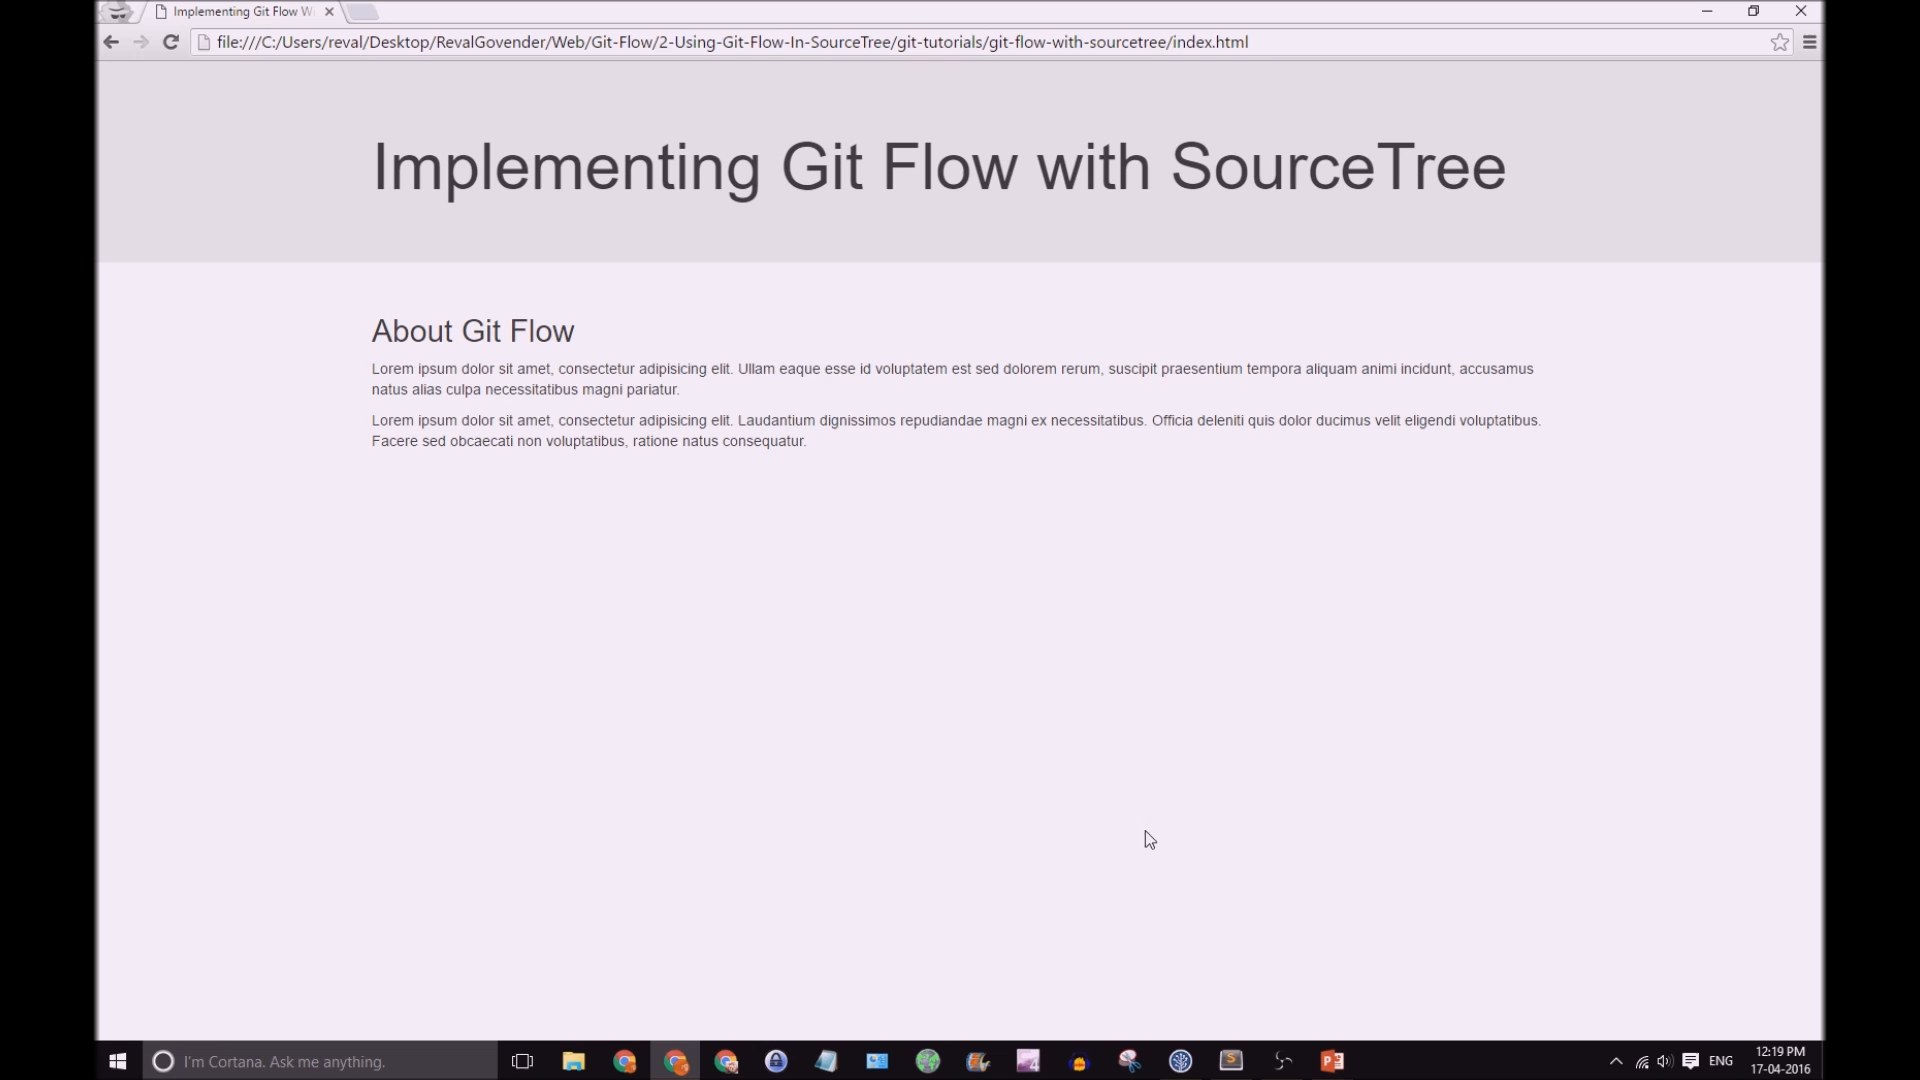 Implementing Git Flow W
file:///C:/Users/reval/Desktop/RevalGovender/Web/Git-Flow/2-Using-Git-Flow-In-SourceTree/git-tutorials/git-flow-with-sourcetree/index.html
Implementing Git Flow with SourceTree
About Git Flow
Lorem ipsum dolor sit amet, consectetur adipisicing elit. Ullam eaque esse id voluptatem est sed dolorem rerum, suscipit praesentium tempora aliquam animi incidunt, accusamus
natus alias culpa necessitatibus magni pariatur.
Lorem ipsum dolor sit amet, consectetur adipisicing elit. Laudantium dignissimos repudiandae magni ex necessitatibus. Officia deleniti quis dolor ducimus velit eligendi voluptatibus.
Facere sed obcaecati non voluptatibus, ratione natus consequatur.
I'm Cortana. Ask me anything.
ENG
12:19 PM
17-04-2016